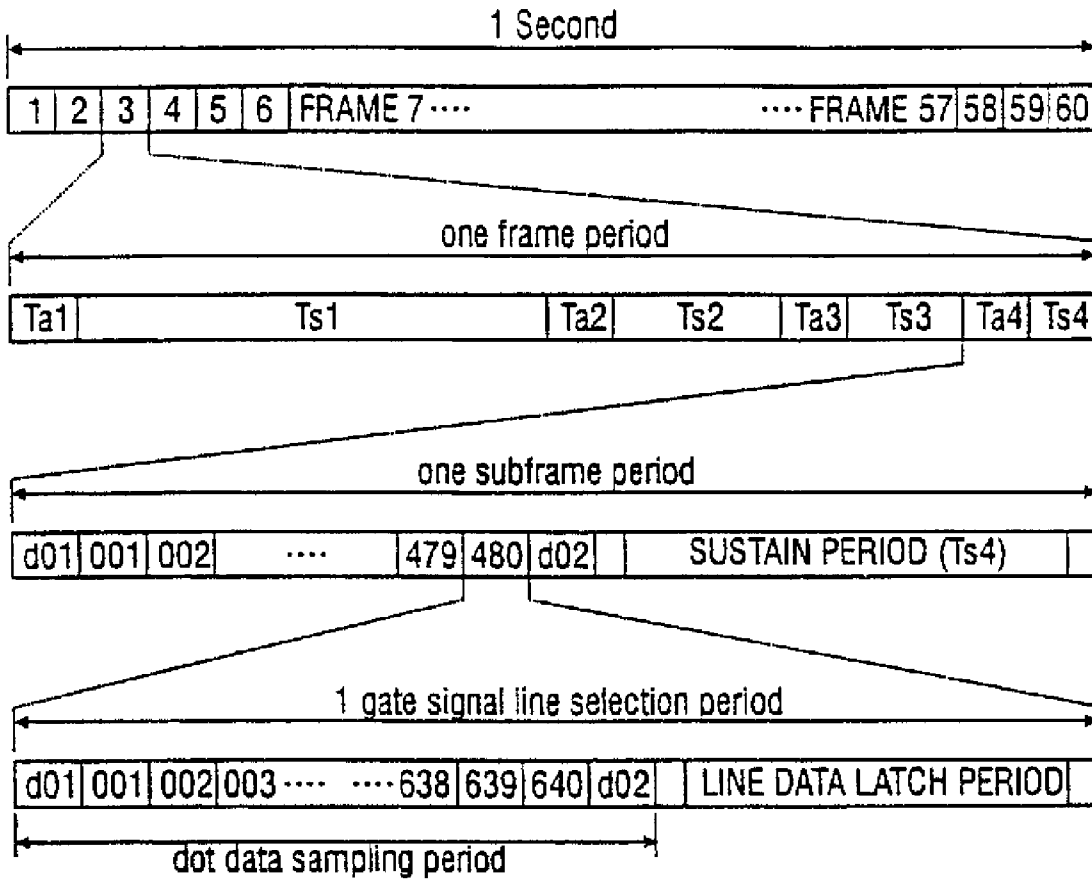 1 Second
1 2 3 4 5 6 FRAME 7 ···· ···· FRAME 57 58 59 60
one frame period
Ta1 Ts1 Ta2 Ts2 Ta3 Ts3 Ta4 Ts4
one subframe period
d01 001 002 ···· 479 480 d02 SUSTAIN PERIOD (Ts4)
1 gate signal line selection period
d01 001 002 003 ···· ···· 638 639 640 d02 LINE DATA LATCH PERIOD
dot data sampling period